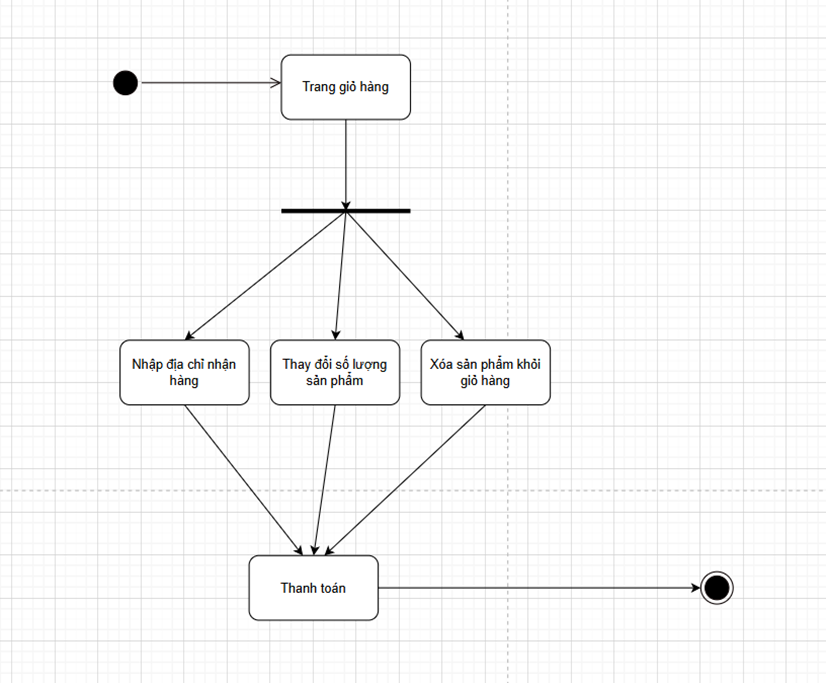 Trang giỏ hàng
Nhập địa chỉ nhận
hàng
Thay đổi số lượng
sản phẩm
Xóa sản phẩm khỏi
giỏ hàng
Thanh toán